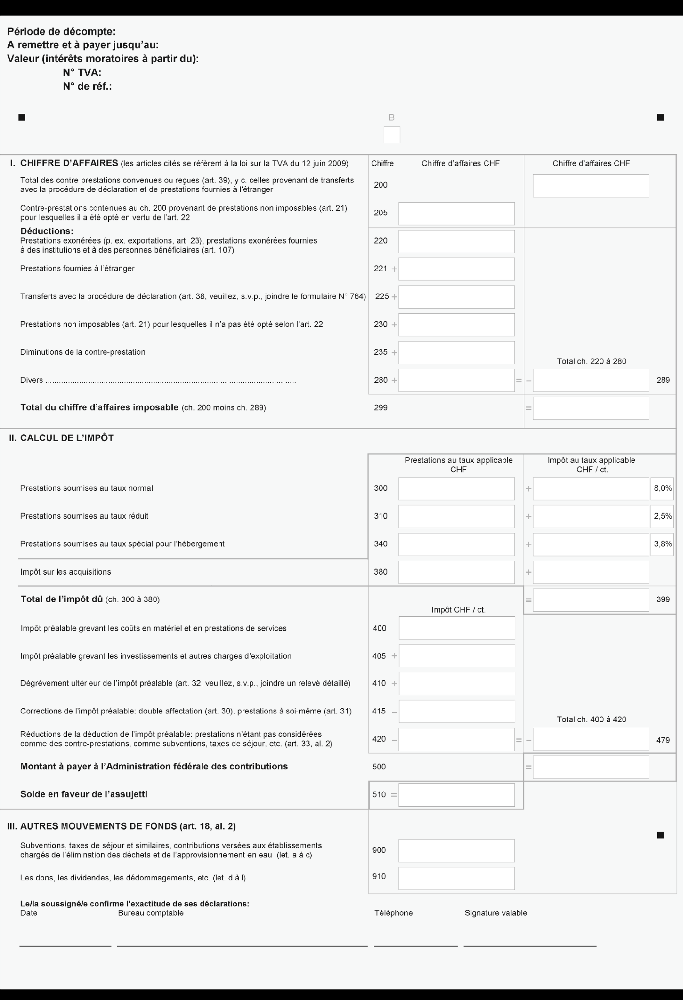 Période de décompte:
A remettre et à payer jusqu'au:
Valeur (intérêts moratoires à partir du):
N° TVA:
N° de réf.:
B
I. CHIFFRE D'AFFAIRES (les articles cités se réfèrent à la loi sur la TVA du 12 juin 2009) Chiffre Chiffre d'affaires CHF Chiffre d'affaires CHF
Total des contre-prestations convenues ou reçues (art. 39), y c. celles provenant de transferts
avec la procédure de déclaration et de prestations fournies à l'étranger
200
Contre-prestations contenues au ch. 200 provenant de prestations non imposables (art. 21)
pour lesquelles il a été opté en vertu de l'art. 22
205
Déductions:
Prestations exonérées (p. ex. exportations, art. 23), prestations exonérées fournies
à des institutions et à des personnes bénéficiaires (art. 107)
220
Prestations fournies à l'étranger 221 +
Transferts avec la procédure de déclaration (art. 38, veuillez, s.v.p., joindre le formulaire N° 764) 225 +
Prestations non imposables (art. 21) pour lesquelles il n'a pas été opté selon l'art. 22 230 +
Diminutions de la contre-prestation 235 +
Total ch. 220 à 280
Divers ........................................................................ 280 + = – 289
Total du chiffre d'affaires imposable (ch. 200 moins ch. 289) 299 =
II. CALCUL DE L'IMPÔT
Prestations au taux applicable
CHF
Impôt au taux applicable
CHF / ct.
Prestations soumises au taux normal 300 + 8,0%
Prestations soumises au taux réduit 310 + 2,5%
Prestations soumises au taux spécial pour l'hébergement 340 + 3,8%
Impôt sur les acquisitions 380 +
Total de l'impôt dû (ch. 300 à 380) = 399
Impôt CHF / ct.
Impôt préalable grevant les coûts en matériel et en prestations de services 400
Impôt préalable grevant les investissements et autres charges d'exploitation 405 +
Dégrèvement ultérieur de l'impôt préalable (art. 32, veuillez, s.v.p., joindre un relevé détaillé) 410 +
Corrections de l'impôt préalable: double affectation (art. 30), prestations à soi-même (art. 31) 415 –
Total ch. 400 à 420
Réductions de la déduction de l'impôt préalable: prestations n'étant pas considérées
comme des contre-prestations, comme subventions, taxes de séjour, etc. (art. 33, al. 2)
420 – = – 479
Montant à payer à l'Administration fédérale des contributions 500 =
Solde en faveur de l'assujetti 510 =
III. AUTRES MOUVEMENTS DE FONDS (art. 18, al. 2)
Subventions, taxes de séjour et similaires, contributions versées aux établissements
chargés de l'élimination des déchets et de l'approvisionnement en eau (let. a à c)
900
Les dons, les dividendes, les dédommagements, etc. (let. d à l) 910
Le/la soussigné/e confirme l'exactitude de ses déclarations:
Date Bureau comptable Téléphone Signature valable